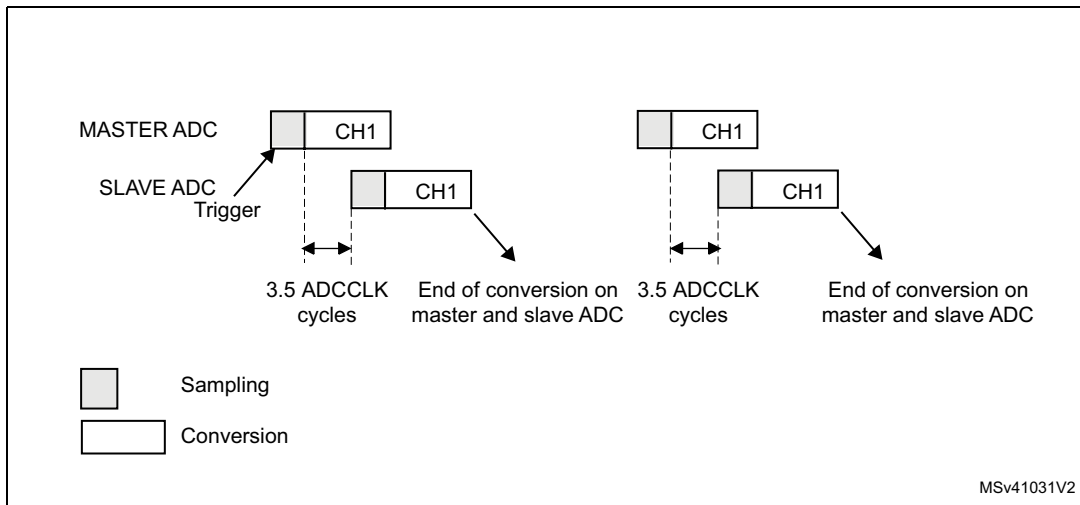 MASTER ADC
CH1
CH1
SLAVE ADC
Trigger
CH1
CH1
3.5 ADCCLK
cycles
End of conversion on
master and slave ADC
3.5 ADCCLK
cycles
End of conversion on
master and slave ADC
Sampling
Conversion
MSv41031V2